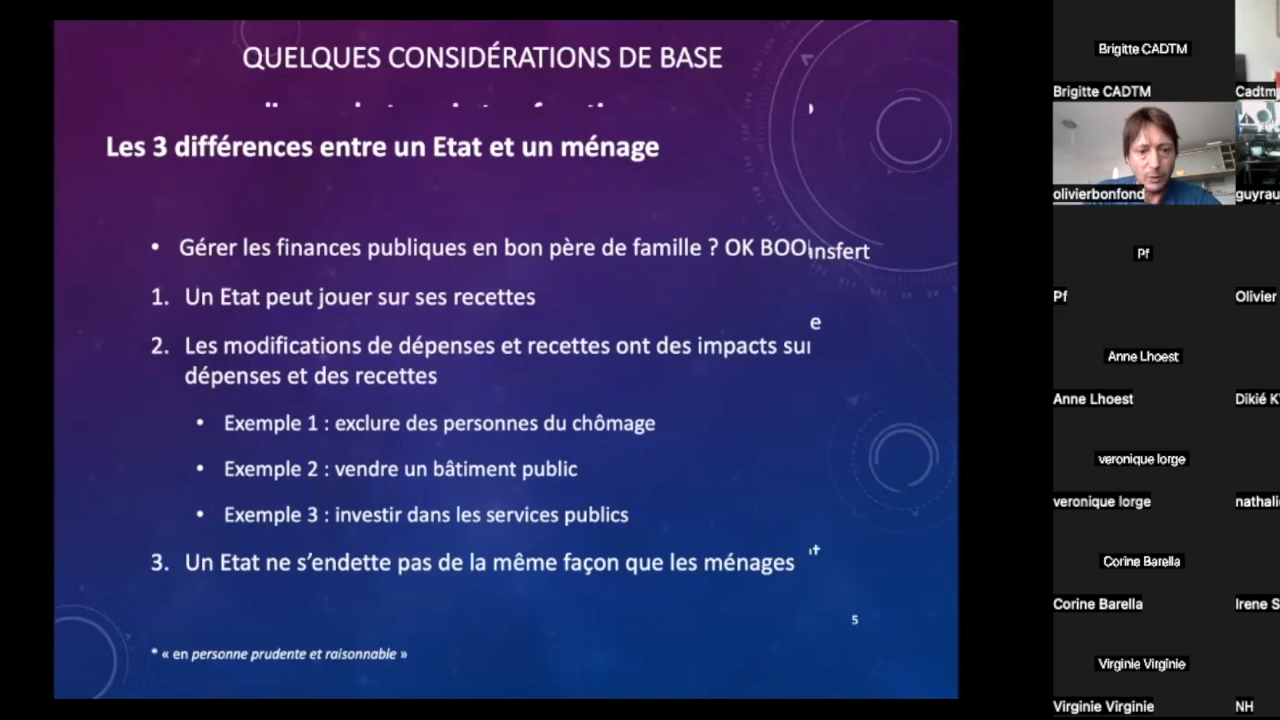 QUELQUES CONSIDÉRATIONS DE BASE
Les 3 différences entre un Etat et un ménage
• Gérer les finances publiques en bon père de famille ? OK BOO
nsfert
1. Un Etat peut jouer sur ses recettes
e
2. Les modifications de dépenses et recettes ont des impacts sur
dépenses et des recettes
• Exemple 1 : exclure des personnes du chômage
• Exemple 2 : vendre un bâtiment public
• Exemple 3 : investir dans les services publics
3. Un Etat ne s’endette pas de la même façon que les ménages
5
* « en personne prudente et raisonnable »
Brigitte CADTM
Brigitte CADTM
Cadtm
olivierbonfond
guyrau
Pf
Pf
Olivier
Anne Lhoest
Anne Lhoest
Dikié K
veronique lorge
veronique lorge
nathali
Corine Barella
Corine Barella
Irene S
Virginie Virginie
Virginie Virginie
NH